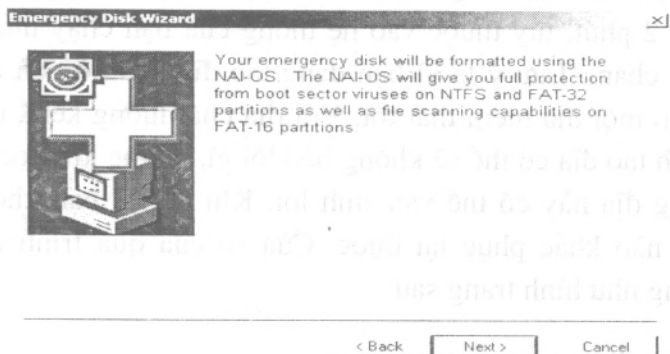 Emergency Disk Wizard
Your emergency disk will be formatted using the
NAI-OS. The NAI-OS will give you full protection
from boot sector viruses on NTFS and FAT-32
partitions as well as file scanning capabilities on
FAT-16 partitions.
< Back Next > Cancel